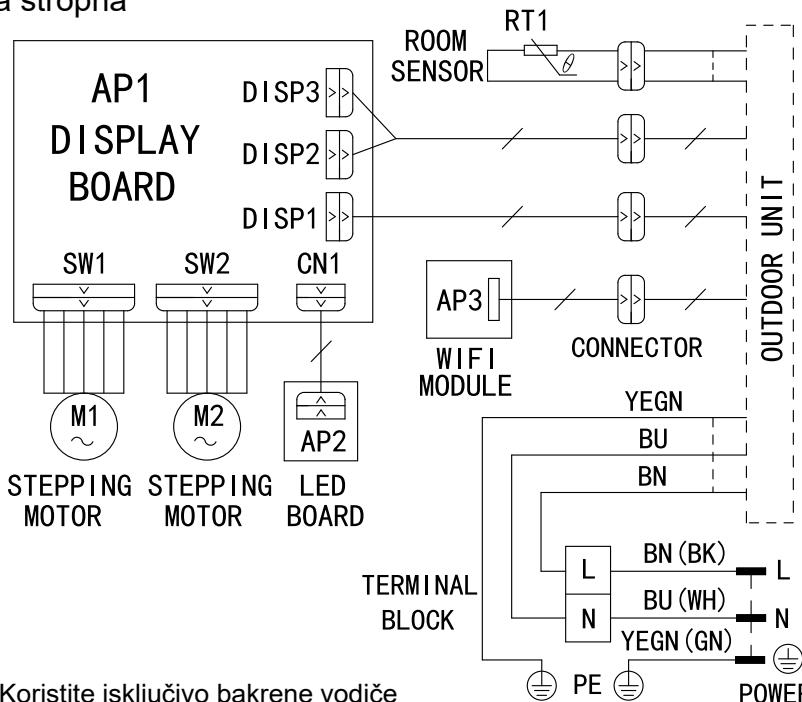 a stropna
RT1
ROOM
SENSOR
AP1
DISPLAY
BOARD
DISP3
DISP2
DISP1
SW1
SW2
CN1
AP3
WIFI
MODULE
CONNECTOR
OUTDOOR UNIT
M1
M2
AP2
STEPPING
MOTOR
STEPPING
MOTOR
LED
BOARD
YEGN
BU
BN
TERMINAL
BLOCK
L
N
BN(BK)
L
BU(WH)
N
YEGN(GN)
PE
POWER
Koristite isključivo bakrene vodiče